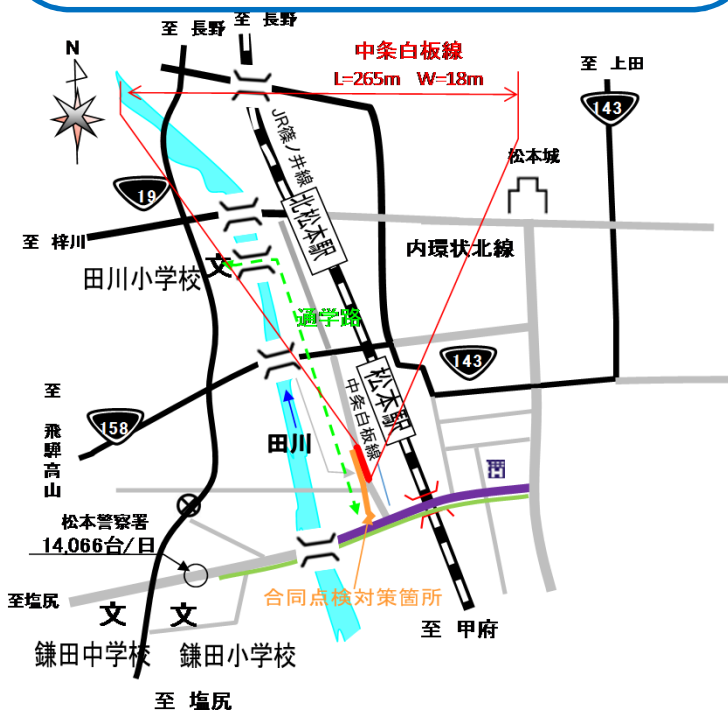 至 長野
至 長野
中条白板線
L=265m W=18m
N
至 上田
143
JR篠ノ井線
松本城
19
北松本駅
至 梓川
内環状北線
文
田川小学校
通学路
143
松本駅
至 飛騨高山
158
中条白板線
田川
松本警察署
14,066台/日
至塩尻
合同点検対策箇所
文
文
至 甲府
鎌田中学校
鎌田小学校
至 塩尻